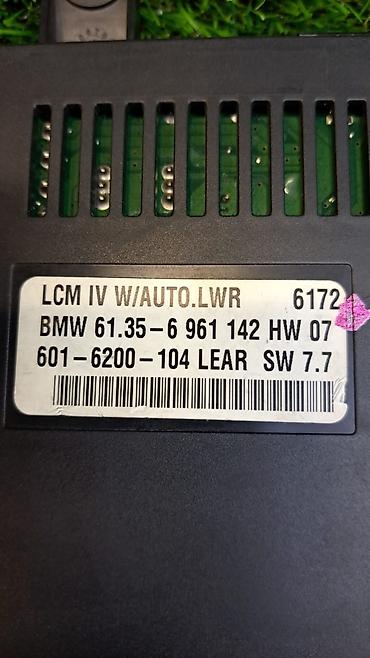 LCM IV W/AUTO.LWR 6172
BMW 61.35-6 961 142 HW 07
601-6200-104 LEAR SW 7.7